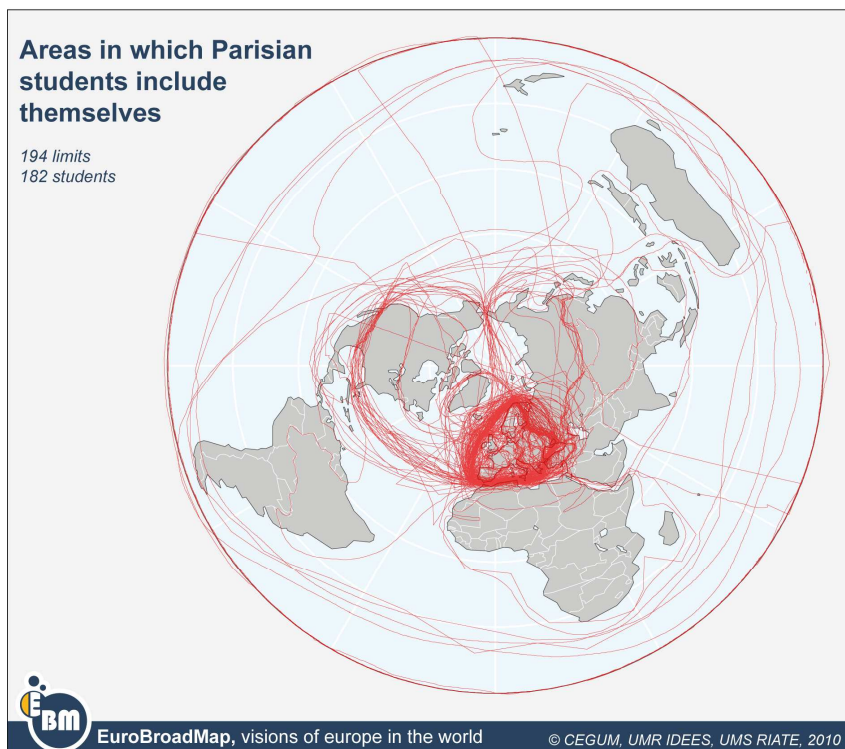 Areas in which Parisian
students include
themselves
194 limits
182 students
EBM
EuroBroadMap, visions of europe in the world
© CEGUM, UMR IDEES, UMS RIATE, 2010